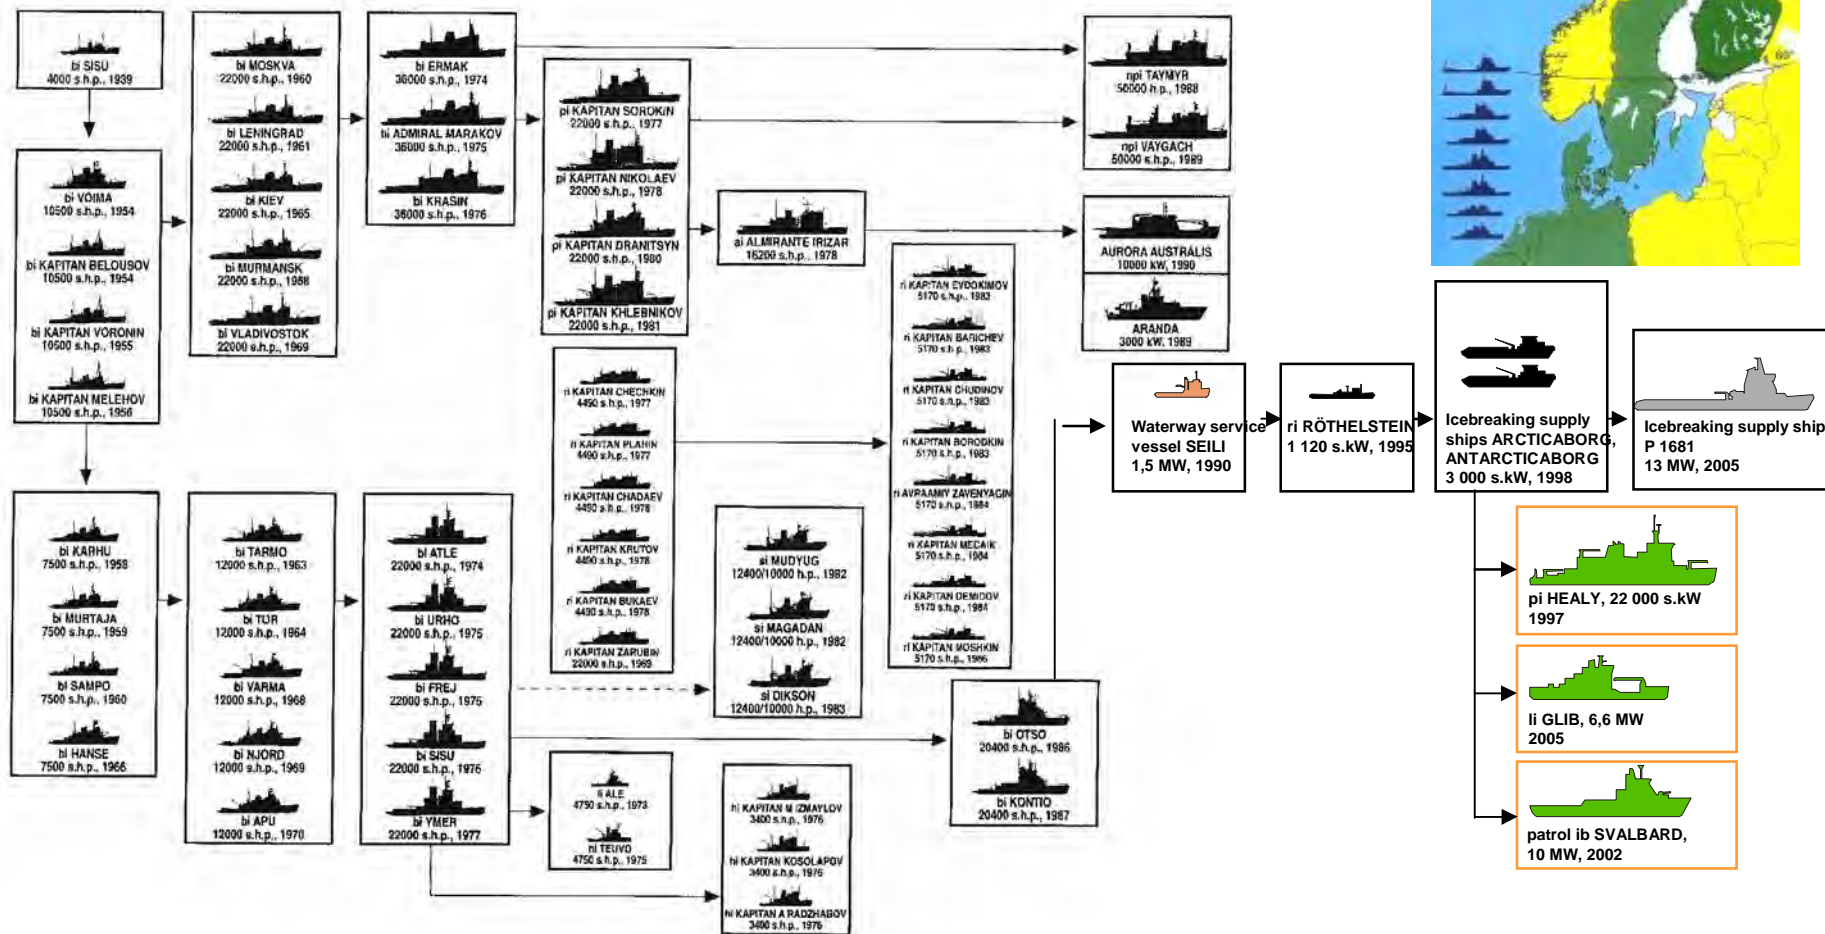 bi SISU
4000 s.h.p., 1939
bi VOIMA
10500 s.h.p., 1954
bi KAPITAN BELOUSOV
10500 s.h.p., 1954
bi KAPITAN VORONIN
10500 s.h.p., 1955
bi KAPITAN MELEHOV
10500 s.h.p., 1956
bi KARHU
7500 s.h.p., 1958
bi MURTAJA
7500 s.h.p., 1959
bi SAMPO
7500 s.h.p., 1960
bi HANSE
7500 s.h.p., 1966
bi MOSKVA
22000 s.h.p., 1960
bi LENINGRAD
22000 s.h.p., 1961
bi KIEV
22000 s.h.p., 1965
bi MURMANSK
22000 s.h.p., 1968
bi VLADIVOSTOK
22000 s.h.p., 1969
bi TARMO
12000 s.h.p., 1963
bi TOR
12000 s.h.p., 1964
bi VARMA
12000 s.h.p., 1968
bi NJORD
12000 s.h.p., 1969
bi APU
12000 s.h.p., 1970
bi ERMAK
36000 s.h.p., 1974
bi ADMIRAL MARAKOV
36000 s.h.p., 1975
bi KRASIN
36000 s.h.p., 1976
bi ATLE
22000 s.h.p., 1974
bi URHO
22000 s.h.p., 1975
bi FREJ
22000 s.h.p., 1975
bi SISU
22000 s.h.p., 1976
bi YMER
22000 s.h.p., 1977
pi KAPITAN SOROKIN
22000 s.h.p., 1977
pi KAPITAN NIKOLAEV
22000 s.h.p., 1978
pi KAPITAN DRANITSYN
22000 s.h.p., 1980
pi KAPITAN KHLEBNIKOV
22000 s.h.p., 1981
ri KAPITAN CHECHKIN
4490 s.h.p., 1977
ri KAPITAN PLAHIN
4490 s.h.p., 1977
ri KAPITAN CHADAEV
4490 s.h.p., 1978
ri KAPITAN KRUTOV
4490 s.h.p., 1978
ri KAPITAN BUKAEV
4490 s.h.p., 1978
ri KAPITAN ZARUBIN
22000 s.h.p., 1969
li ALE
4750 s.h.p., 1973
hi TEUVO
4750 s.h.p., 1975
ai ALMIRANTE IRIZAR
16200 s.h.p., 1978
si MUDYUG
12400/10000 h.p., 1982
si MAGADAN
12400/10000 h.p., 1982
si DIKSON
12400/10000 h.p., 1983
hi KAPITAN M IZMAYLOV
3400 s.h.p., 1976
hi KAPITAN KOSOLAPOV
3400 s.h.p., 1976
hi KAPITAN A RADZHABOV
3400 s.h.p., 1976
ri KAPITAN EVDOKIMOV
5170 s.h.p., 1983
ri KAPITAN BABICHEV
5170 s.h.p., 1983
ri KAPITAN CHUDINOV
5170 s.h.p., 1983
ri KAPITAN BORODKIN
5170 s.h.p., 1983
ri AVRAAMIY ZAVENYAGIN
5170 s.h.p., 1984
ri KAPITAN MECAIK
5170 s.h.p., 1984
ri KAPITAN DEMIDOV
5170 s.h.p., 1984
ri KAPITAN MOSHKIN
5170 s.h.p., 1986
bi OTSO
20400 s.h.p., 1986
bi KONTIO
20400 s.h.p., 1987
npi TAYMYR
50000 h.p., 1988
npi VAYGACH
50000 s.h.p., 1989
AURORA AUSTRALIS
10000 kW, 1990
ARANDA
3000 kW, 1989
60°
Waterway service
vessel SEILI
1,5 MW, 1990
ri RÖTHELSTEIN
1 120 s.kW, 1995
Icebreaking supply
ships ARCTICABORG,
ANTARCTICABORG
3 000 s.kW, 1998
Icebreaking supply ship
P 1681
13 MW, 2005
pi HEALY, 22 000 s.kW
1997
li GLIB, 6,6 MW
2005
patrol ib SVALBARD,
10 MW, 2002